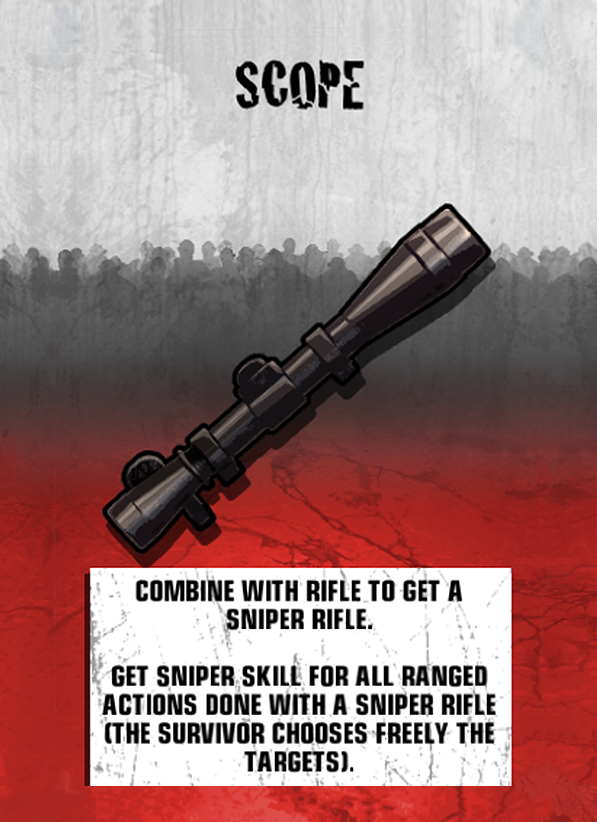 SCOPE
COMBINE WITH RIFLE TO GET A
SNIPER RIFLE.
GET SNIPER SKILL FOR ALL RANGED
ACTIONS DONE WITH A SNIPER RIFLE
(THE SURVIVOR CHOOSES FREELY THE
TARGETS).